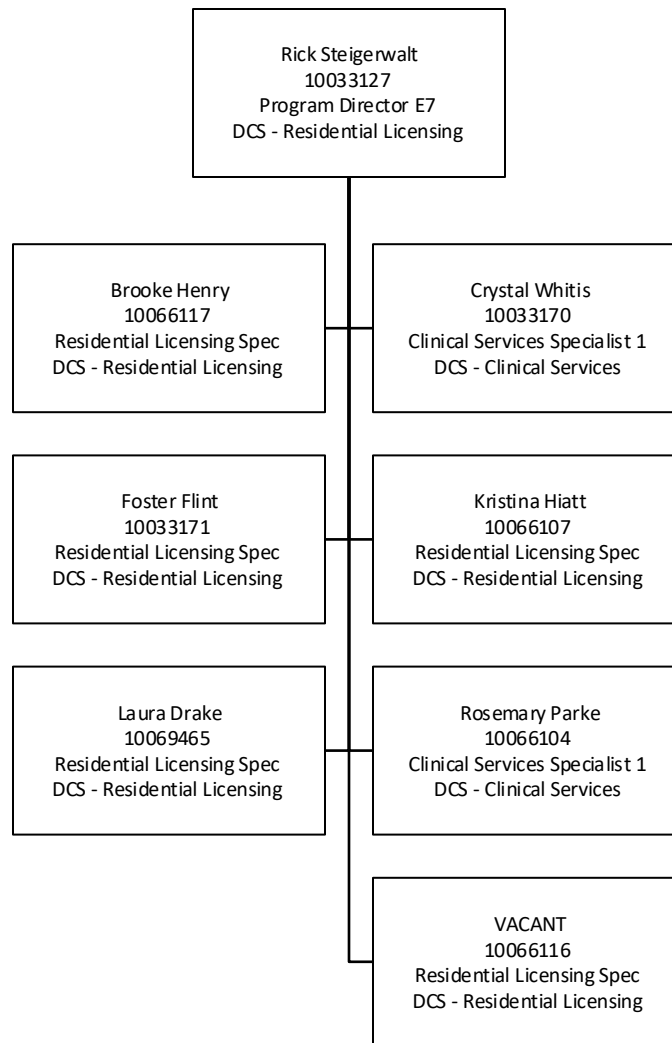 Rick Steigerwalt
10033127
Program Director E7
DCS - Residential Licensing
Brooke Henry
10066117
Residential Licensing Spec
DCS - Residential Licensing
Crystal Whitis
10033170
Clinical Services Specialist 1
DCS - Clinical Services
Foster Flint
10033171
Residential Licensing Spec
DCS - Residential Licensing
Kristina Hiatt
10066107
Residential Licensing Spec
DCS - Residential Licensing
Laura Drake
10069465
Residential Licensing Spec
DCS - Residential Licensing
Rosemary Parke
10066104
Clinical Services Specialist 1
DCS - Clinical Services
VACANT
10066116
Residential Licensing Spec
DCS - Residential Licensing